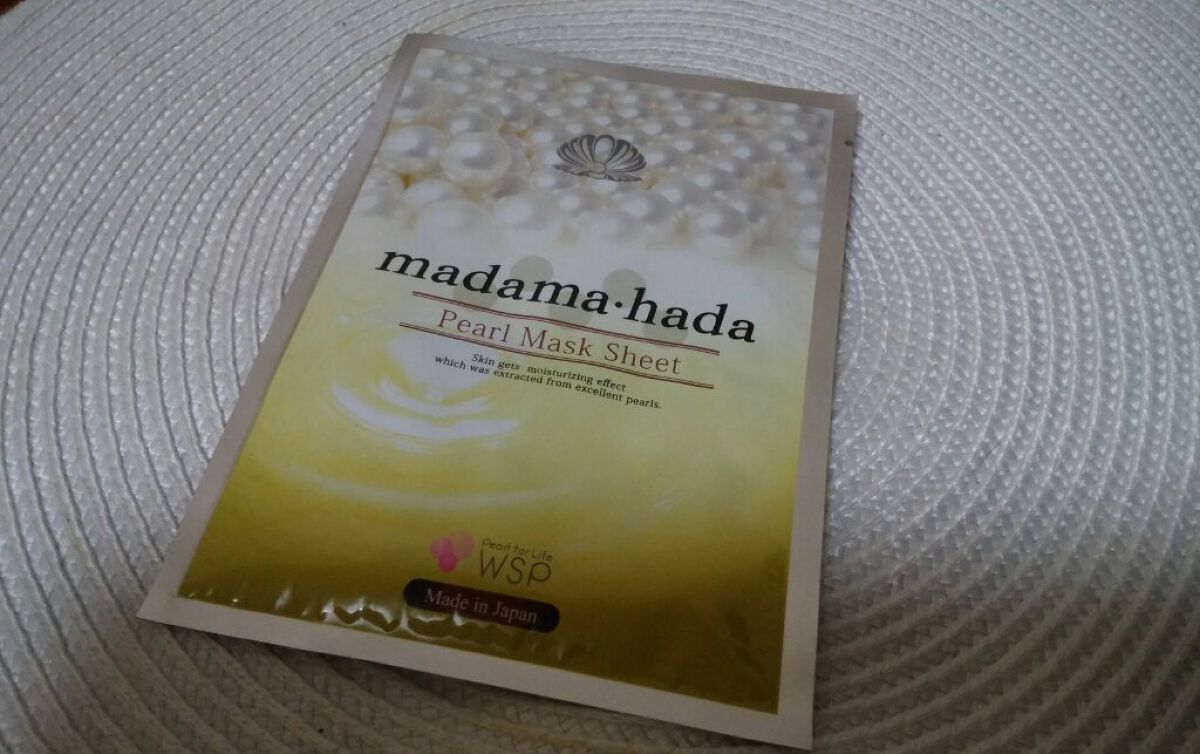 madama·hada
Pearl Mask Sheet
Skin gets moisturizing effect
which was extracted from excellent pearls.
Pearl for Life
WSP
Made in Japan